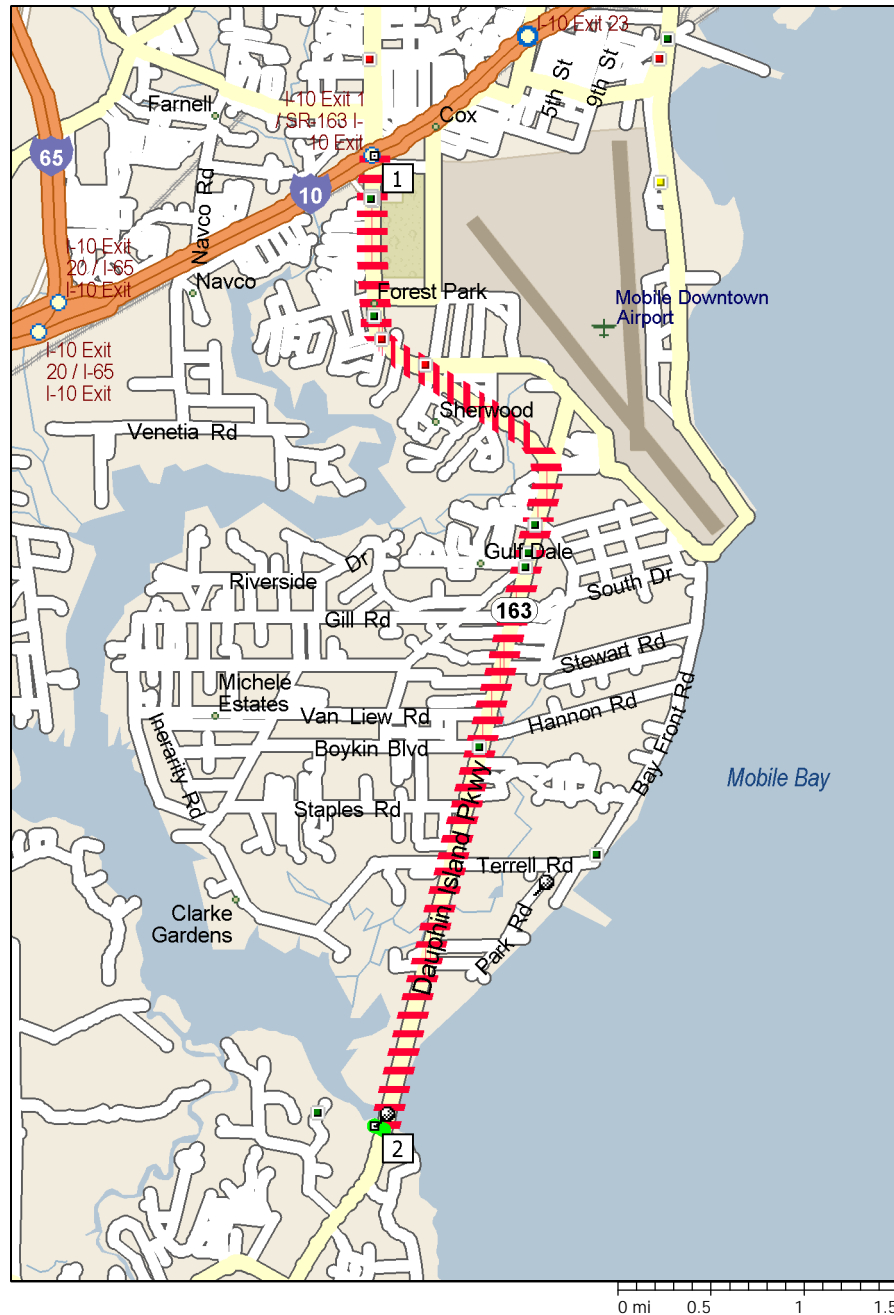 I-10 Exit 23
5th St
9th St
I-10 Exit 1
/ SR-163 I-
10 Exit
Farnell
Cox
65
1
10
Navco Rd
I-10 Exit
20 / I-65
I-10 Exit
Navco
Forest Park
Mobile Downtown
Airport
I-10 Exit
20 / I-65
I-10 Exit
Sherwood
Venetia Rd
Gulf Dale
Riverside Dr
South Dr
163
Gill Rd
Stewart Rd
Michele
Estates
Van Liew Rd
Hannon Rd
Inerarity Rd
Boykin Blvd
Bay Front Rd
Mobile Bay
Staples Rd
Dauphin Island Pkwy
Terrell Rd
Clarke
Gardens
Park Rd
2
0 mi 0.5 1 1.5